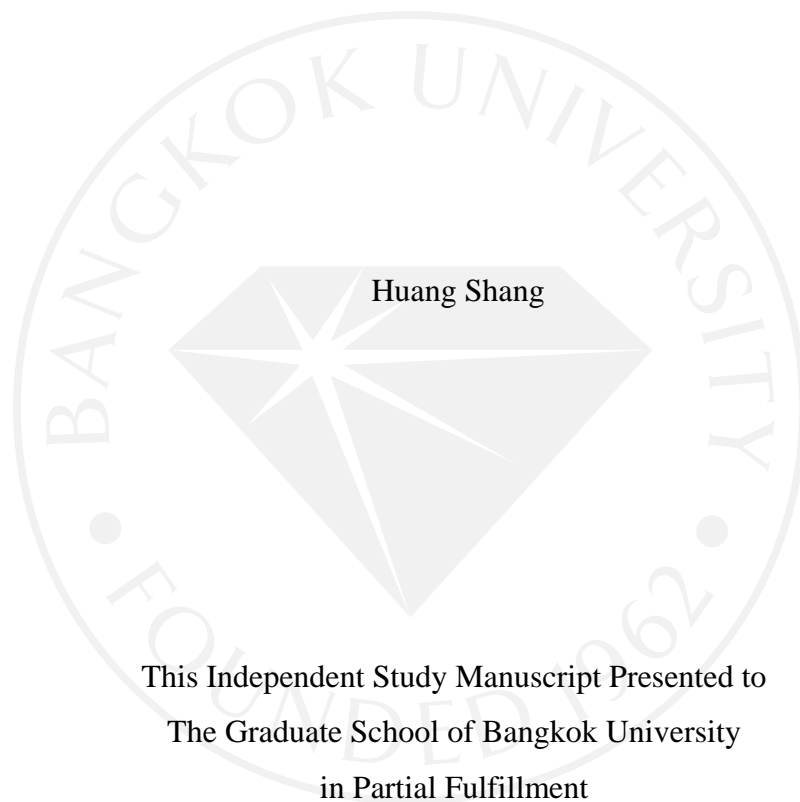 BANGKOK UNIVERSITY
Huang Shang
This Independent Study Manuscript Presented to
The Graduate School of Bangkok University
in Partial Fulfillment
FOUNDED 1962